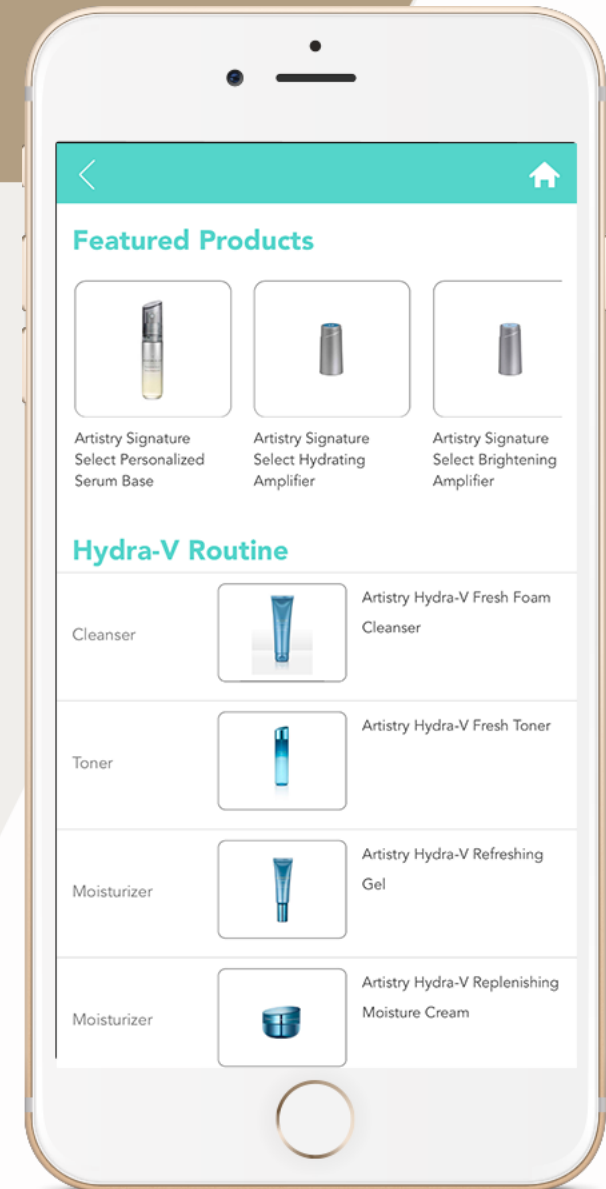 Featured Products
Artistry Signature
Select Personalized
Serum Base
Artistry Signature
Select Hydrating
Amplifier
Artistry Signature
Select Brightening
Amplifier
Hydra-V Routine
Cleanser
Artistry Hydra-V Fresh Foam
Cleanser
Toner
Artistry Hydra-V Fresh Toner
Moisturizer
Artistry Hydra-V Refreshing
Gel
Moisturizer
Artistry Hydra-V Replenishing
Moisture Cream